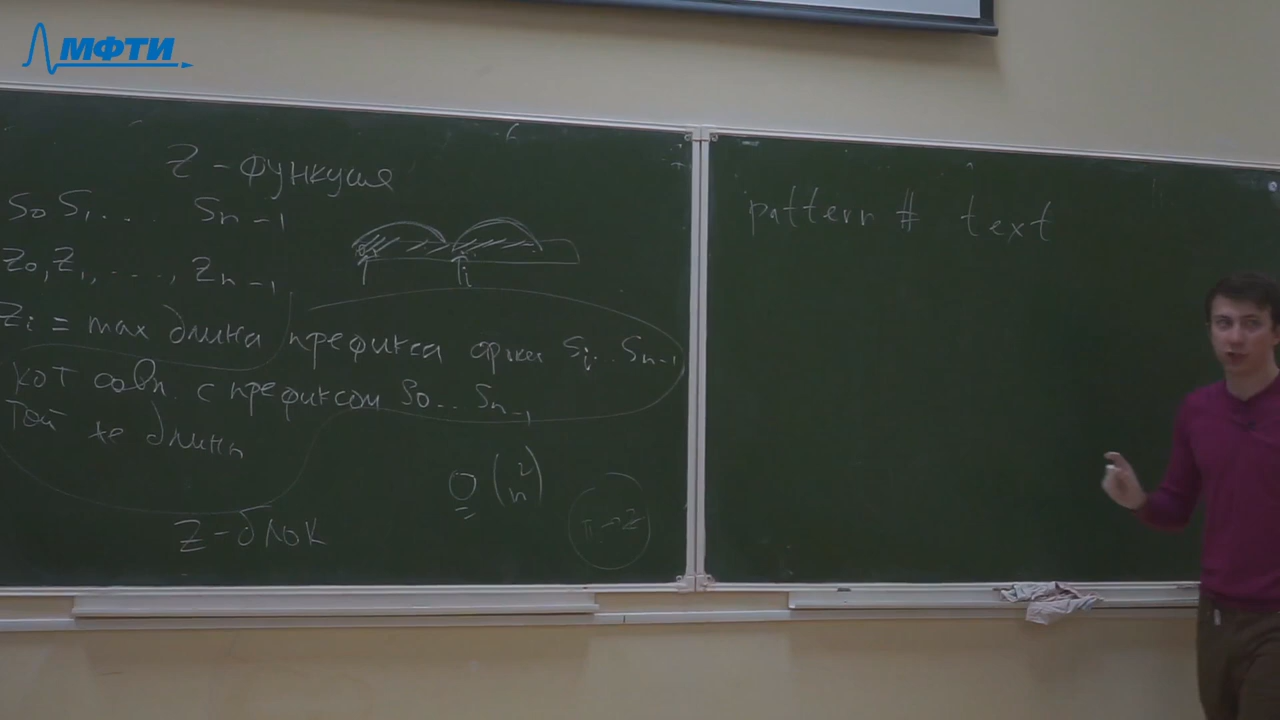 МФТИ
Z - функция
S0 S1 ... Sn-1
Z0, Z1, ...., Zn-1
i
Zi = max длина префикса Si... Sn-1
кот совп. с префиксом S0.. Sn-1
той же длины
O(n²)
π→Z
Z-блок
pattern # text